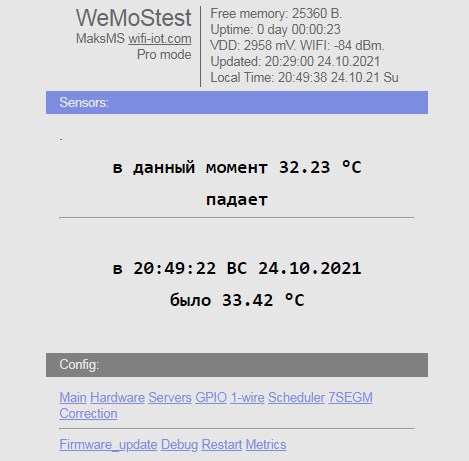 WeMoStest
MaksMS wifi-iot.com
Pro mode
Free memory: 25360 B.
Uptime: 0 day 00:00:23
VDD: 2958 mV. WIFI: -84 dBm.
Updated: 20:29:00 24.10.2021
Local Time: 20:49:38 24.10.21 Su
Sensors:
.
в данный момент 32.23 °C
падает
в 20:49:22 ВС 24.10.2021
было 33.42 °C
Config:
Main Hardware Servers GPIO 1-wire Scheduler 7SEGM
Correction
Firmware_update Debug Restart Metrics